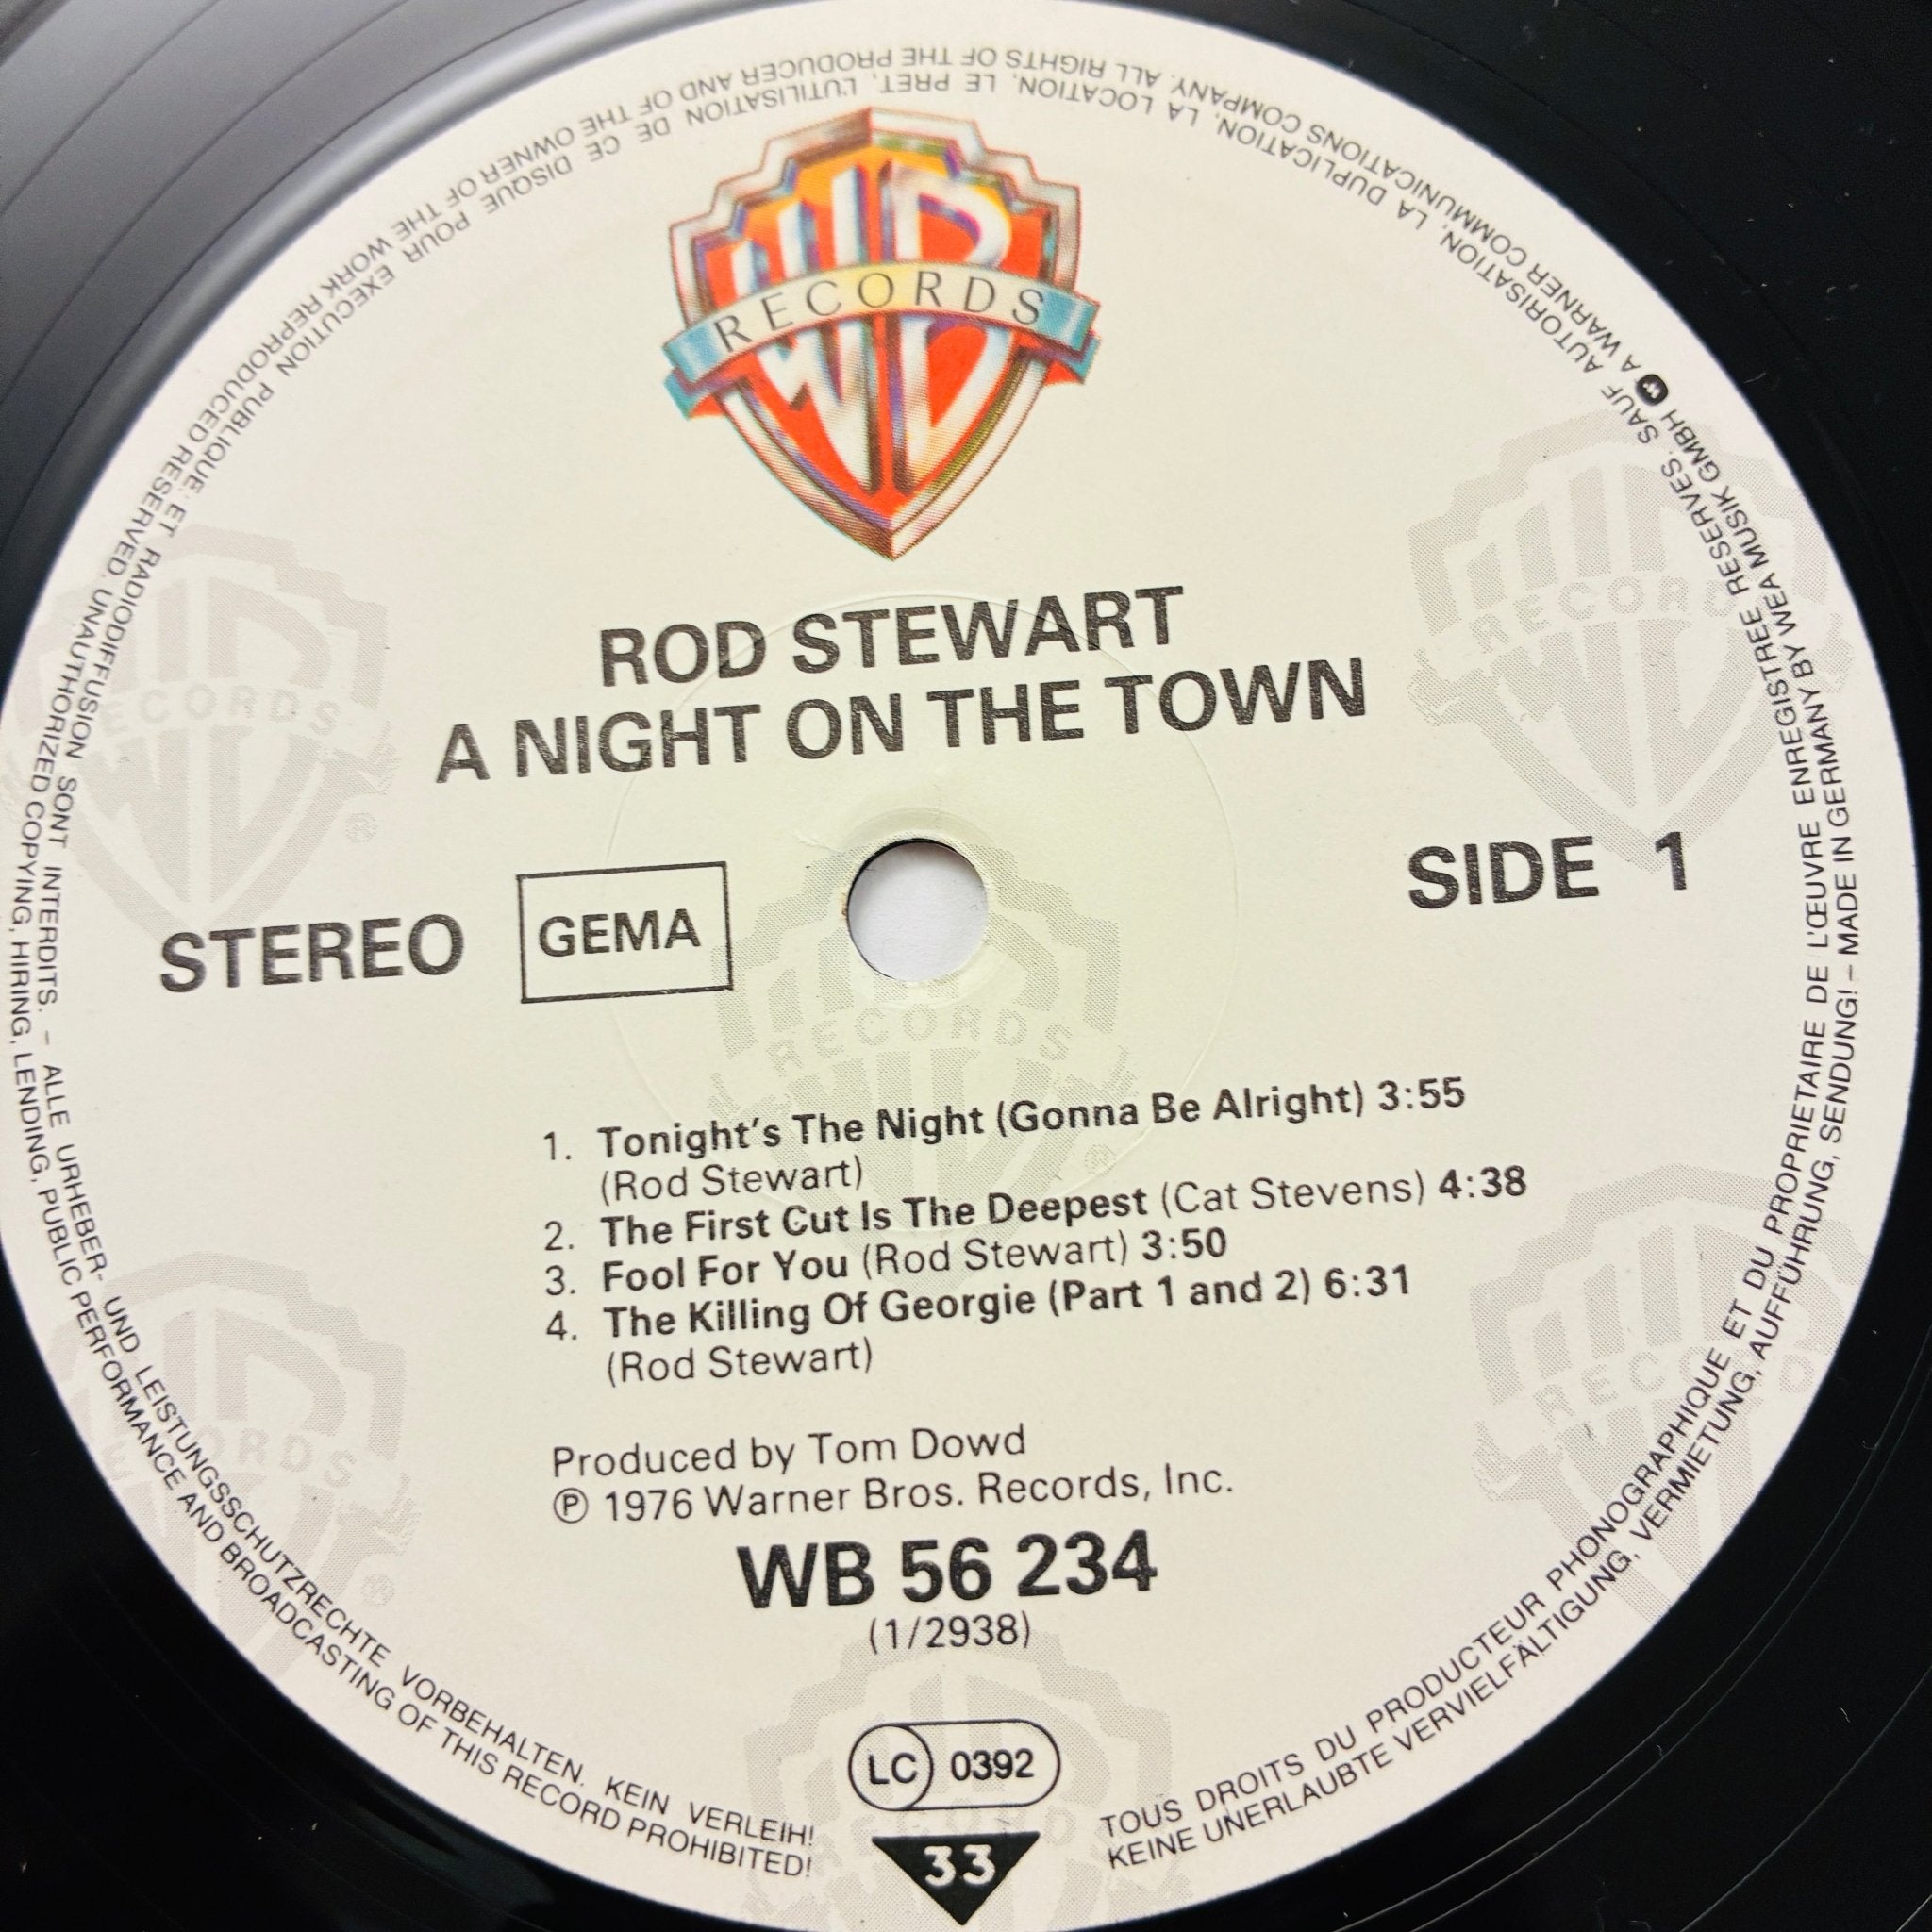 WB
RECORDS
ROD STEWART
A NIGHT ON THE TOWN
STEREO
GEMA
SIDE 1
1. Tonight's The Night (Gonna Be Alright) 3:55
(Rod Stewart)
2. The First Cut Is The Deepest (Cat Stevens) 4:38
3. Fool For You (Rod Stewart) 3:50
4. The Killing Of Georgie (Part 1 and 2) 6:31
(Rod Stewart)
Produced by Tom Dowd
℗ 1976 Warner Bros. Records, Inc.
WB 56 234
(1/2938)
LC 0392
33
TOUS DROITS DU PRODUCTEUR PHONOGRAPHIQUE ET DU PROPRIETAIRE DE L'ŒUVRE ENREGISTREE RESERVES. SAUF AUTORISATION, LA DUPLICATION, LA LOCATION, LE PRET, L'UTILISATION DE CE DISQUE POUR EXECUTION PUBLIQUE ET RADIODIFFUSION SONT INTERDITS. – ALLE URHEBER- UND LEISTUNGSSCHUTZRECHTE VORBEHALTEN. KEIN VERLEIH!
KEINE UNERLAUBTE VERVIELFÄLTIGUNG, VERMIETUNG, AUFFÜHRUNG, SENDUNG! – MADE IN GERMANY BY WEA MUSIK GMBH A WARNER COMMUNICATIONS COMPANY. ALL RIGHTS OF THE PRODUCER AND OF THE OWNER OF THE WORK REPRODUCED RESERVED. UNAUTHORIZED COPYING, HIRING, LENDING, PUBLIC PERFORMANCE AND BROADCASTING OF THIS RECORD PROHIBITED!